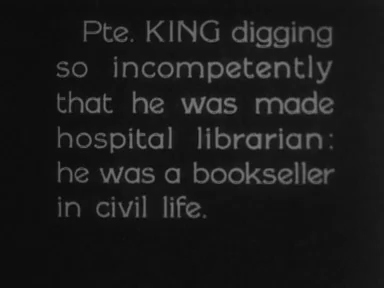 Pte. KING digging
so incompetently
that he was made
hospital librarian:
he was a bookseller
in civil life.